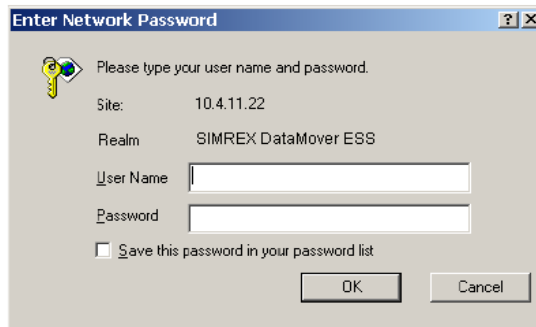 Enter Network Password
Please type your user name and password.
Site: 10.4.11.22
Realm SIMREX DataMover ESS
User Name
Password
Save this password in your password list
OK Cancel